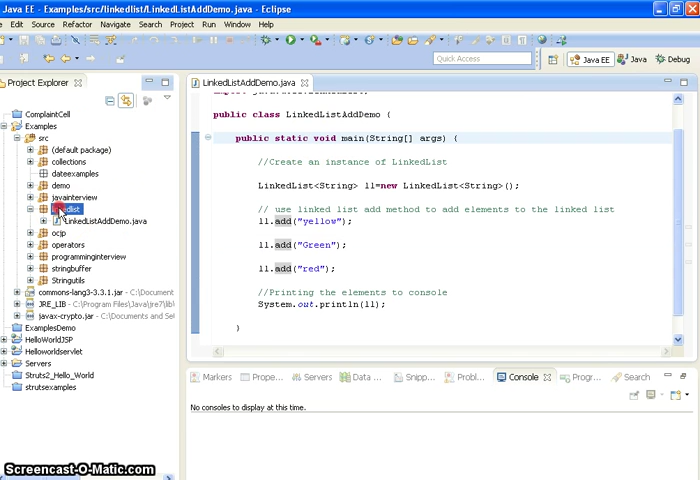 Java EE - Examples/src/linkedlist/LinkedListAddDemo.java - Eclipse
File Edit Source Refactor Navigate Search Project Run Window Help
Quick Access
Java EE Java Debug
Project Explorer
ComplaintCell
Examples
src
(default package)
collections
dateexamples
demo
javainterview
LinkedListAddDemo.java
ocjp
operators
programminginterview
stringbuffer
Stringutils
commons-lang3-3.3.1.jar - C:\Document
JRE_LIB - C:\Program Files\Java\jre7\lib\
javax-crypto.jar - C:\Documents and Set
ExamplesDemo
HelloWorldJSP
Helloworldservlet
Servers
Struts2_Hello_World
strutsexamples
LinkedListAddDemo.java
public class LinkedListAddDemo {
public static void main(String[] args) {
//Create an instance of LinkedList
LinkedList<String> ll=new LinkedList<String>();
// use linked list add method to add elements to the linked list
ll.add("yellow");
ll.add("Green");
ll.add("red");
//Printing the elements to console
System.out.println(ll);
}
Markers Prope... Servers Data ... Snipp... Probl... Console Progr... Search
No consoles to display at this time.
Screencast-O-Matic.com